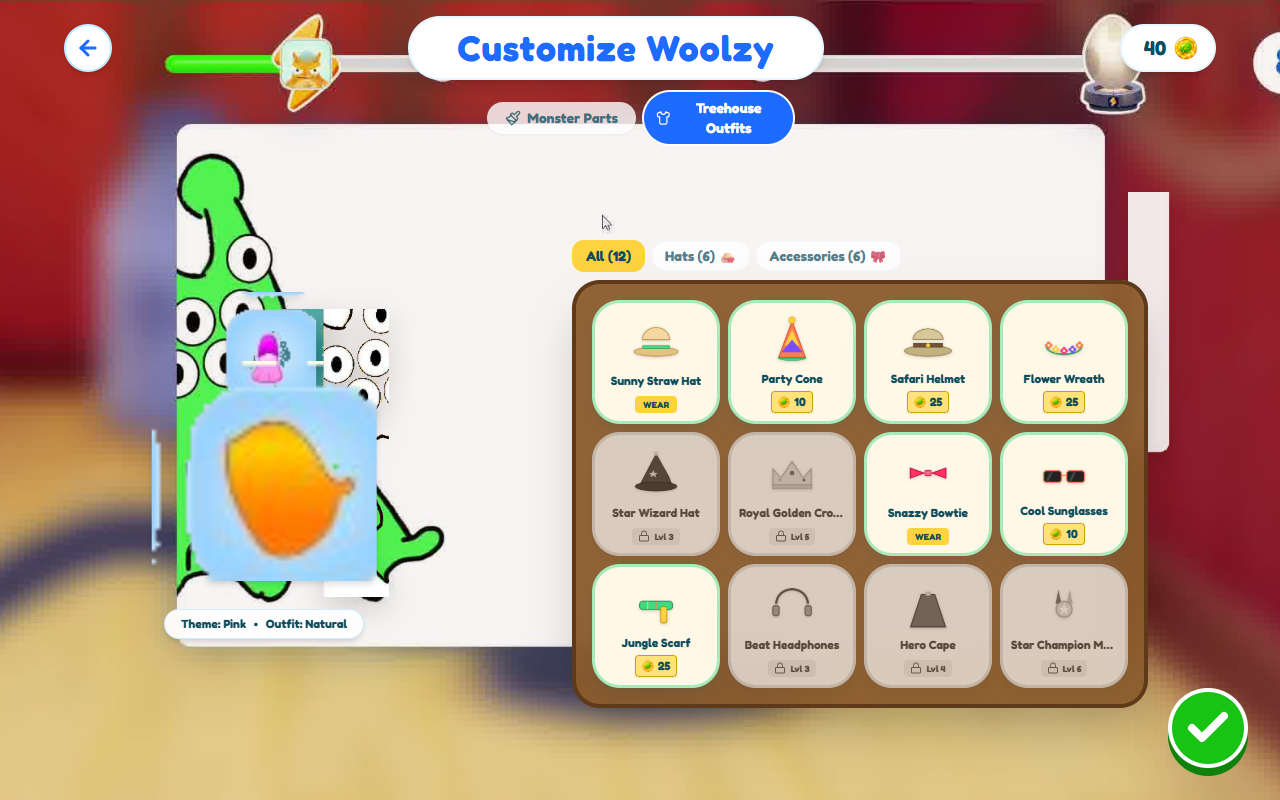 Customize Woolzy
40
Monster Parts
Treehouse
Outfits
All (12)
Hats (6)
Accessories (6)
Sunny Straw Hat
WEAR
Party Cone
10
Safari Helmet
25
Flower Wreath
25
Star Wizard Hat
Lvl 3
Royal Golden Cro...
Lvl 5
Snazzy Bowtie
WEAR
Cool Sunglasses
10
Jungle Scarf
25
Beat Headphones
Lvl 3
Hero Cape
Lvl 4
Star Champion M...
Lvl 6
Theme: Pink • Outfit: Natural